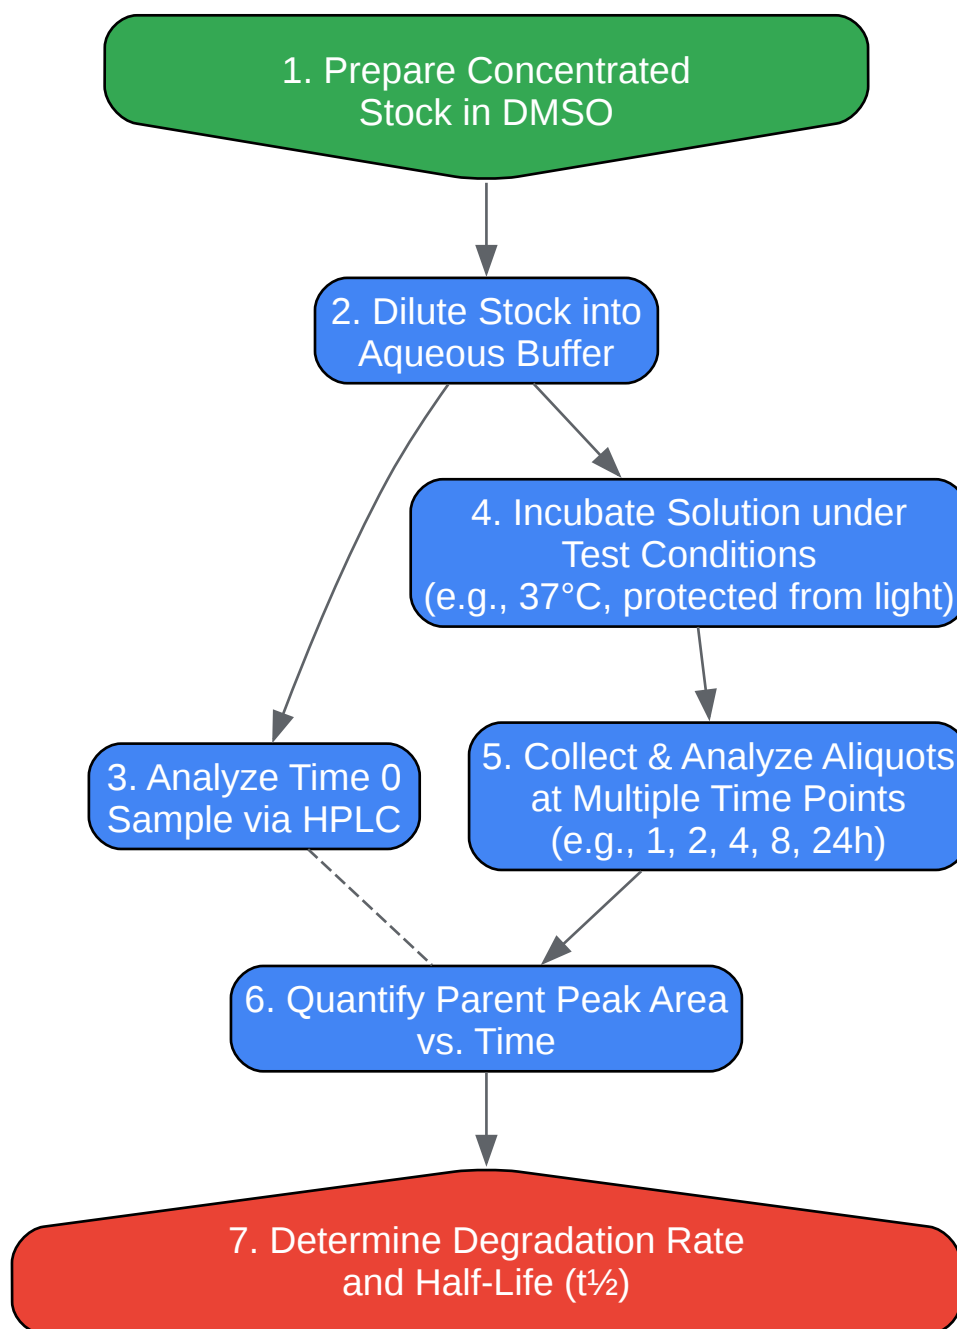 1. Prepare Concentrated
Stock in DMSO
2. Dilute Stock into
Aqueous Buffer
4. Incubate Solution under
Test Conditions
(e.g., 37°C, protected from light)
3. Analyze Time 0
Sample via HPLC
5. Collect & Analyze Aliquots
at Multiple Time Points
(e.g., 1, 2, 4, 8, 24h)
6. Quantify Parent Peak Area
vs. Time
7. Determine Degradation Rate
and Half-Life (t½)